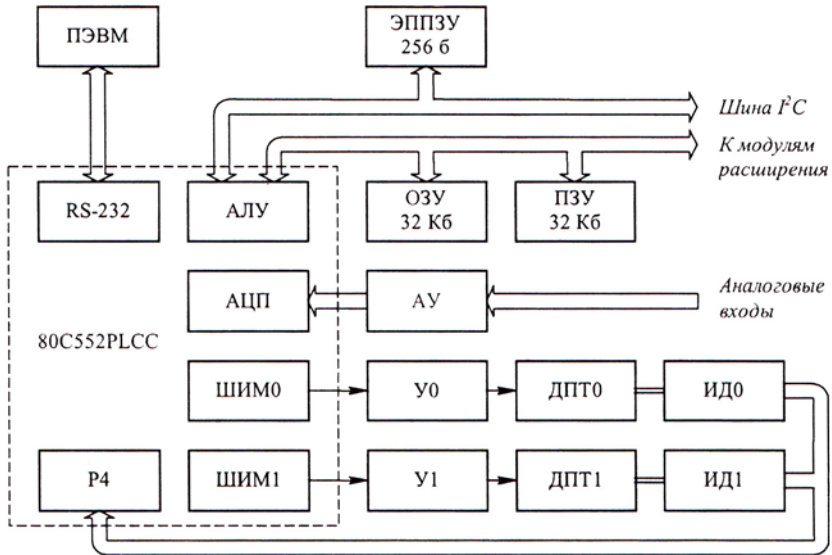 ПЭВМ
ЭППЗУ
256 б
Шина I²C
К модулям
расширения
RS-232
АЛУ
ОЗУ
32 Кб
ПЗУ
32 Кб
АЦП
АУ
Аналоговые
входы
80C552PLCC
ШИМ0
У0
ДПТ0
ИД0
P4
ШИМ1
У1
ДПТ1
ИД1